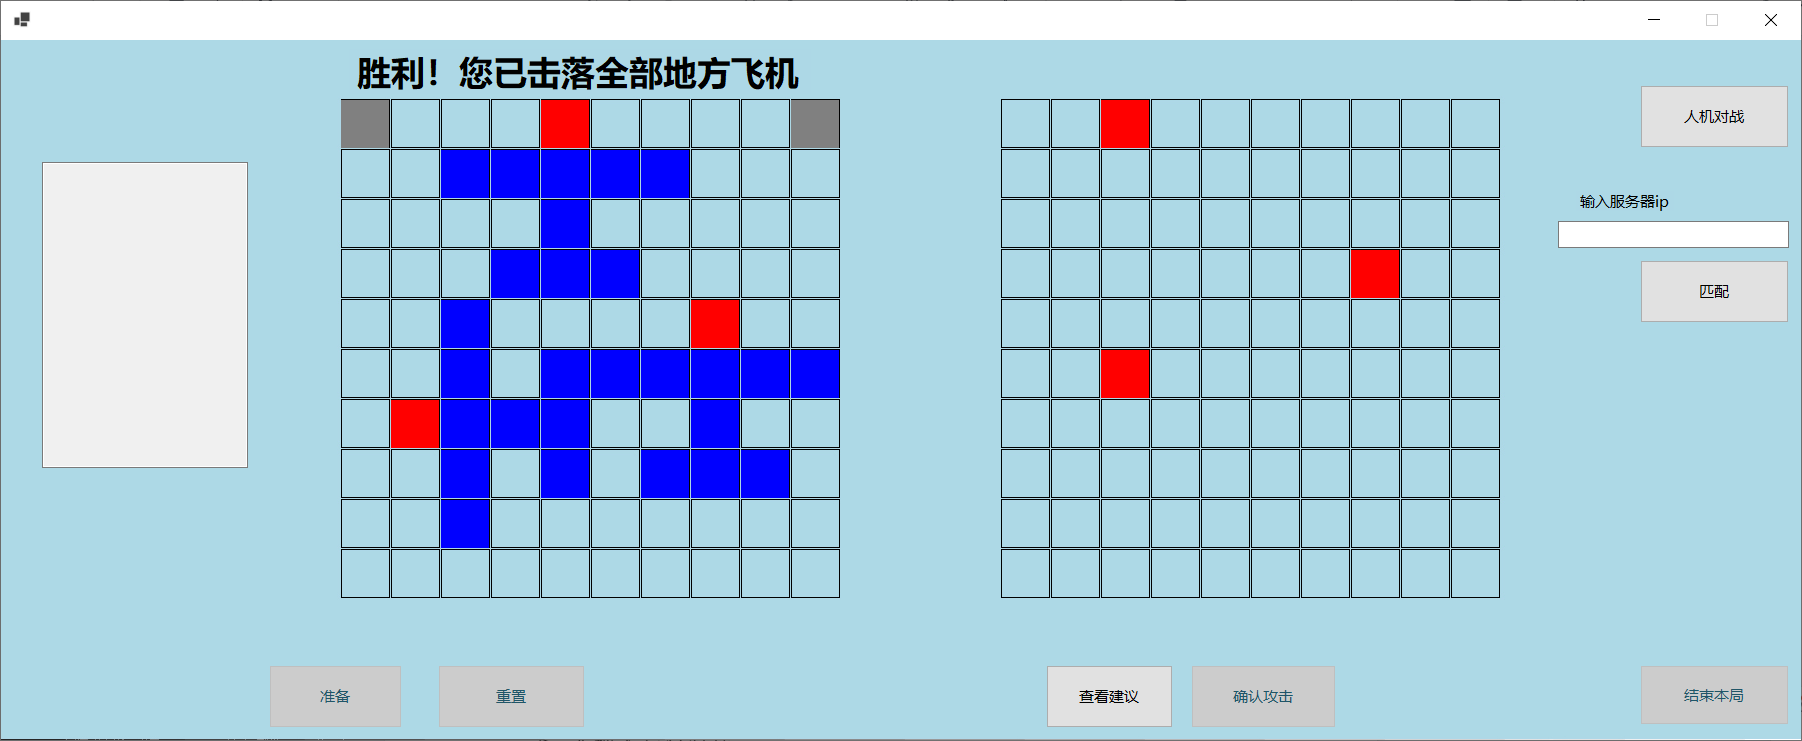 胜利！您已击落全部地方飞机
人机对战
输入服务器ip
匹配
准备
重置
查看建议
确认攻击
结束本局